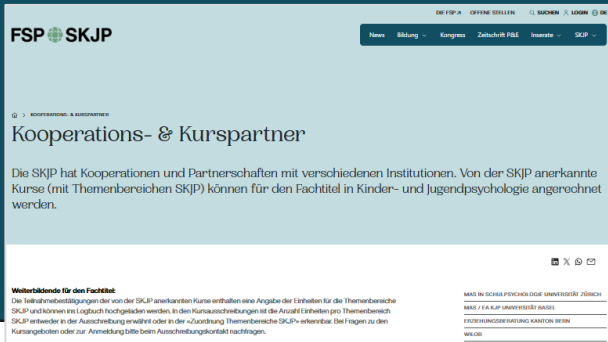 DIE FSP OFFENE STELLEN SUCHEN LOGIN DE
FSP SKJP
News Bildung Kongress Zeitschrift P&E Inserate SKJP
KOOPERATIONS- & KURSPARTNER
Kooperations- & Kurspartner
Die SKJP hat Kooperationen und Partnerschaften mit verschiedenen Institutionen. Von der SKJP anerkannte
Kurse (mit Themenbereichen SKJP) können für den Fachtitel in Kinder- und Jugendpsychologie angerechnet
werden.
Weiterbildende für den Fachtitel:
Die Teilnahmebestätigungen der von der SKJP anerkannten Kurse enthalten eine Angabe der Einheiten für die Themenbereiche
SKJP und können ins Logbuch hochgeladen werden. In den Kursausschreibungen ist die Anzahl Einheiten pro Themenbereich
SKJP entweder in der Ausschreibung erwähnt oder in der «Zuordnung Themenbereiche SKJP» erkennbar. Bei Fragen zu den
Kursangeboten oder zur Anmeldung bitte beim Ausschreibungskontakt nachfragen.
MAS IN SCHULPSYCHOLOGIE UNIVERSITÄT ZÜRICH
MAS / EA KJP UNIVERSITÄT BASEL
ERZIEHUNGSBERATUNG KANTON BERN
WILOB